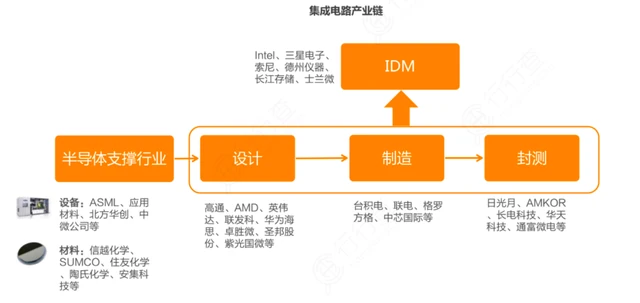 集成电路产业链
Intel、三星电子、
索尼、德州仪器、
长江存储、士兰微
IDM
半导体支撑行业
设计
制造
封测
设备：ASML、应用
材料、北方华创、中
微公司等
材料：信越化学、
SUMCO、住友化学
、陶氏化学、安集科
技等
高通、AMD、英伟
达、联发科、华为海
思、卓胜微、圣邦股
份、紫光国微等
台积电、联电、格罗
方格、中芯国际等
日光月、AMKOR
、长电科技、华天
科技、通富微电等